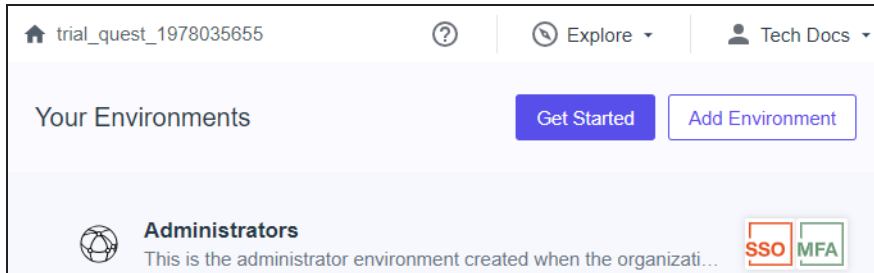 trial_quest_1978035655 Explore Tech Docs
Your Environments Get Started Add Environment
Administrators
This is the administrator environment created when the organizati...
SSO MFA